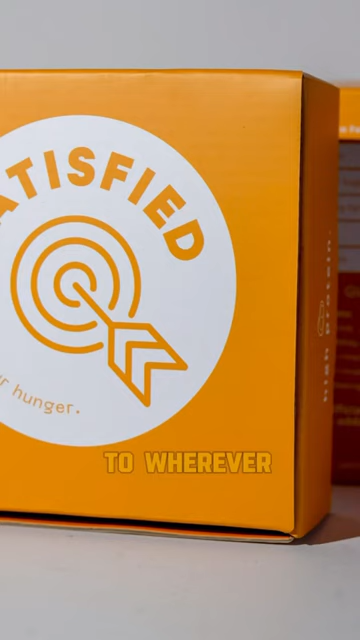 ATISFIED
r hunger.
high protein.
TO WHEREVER